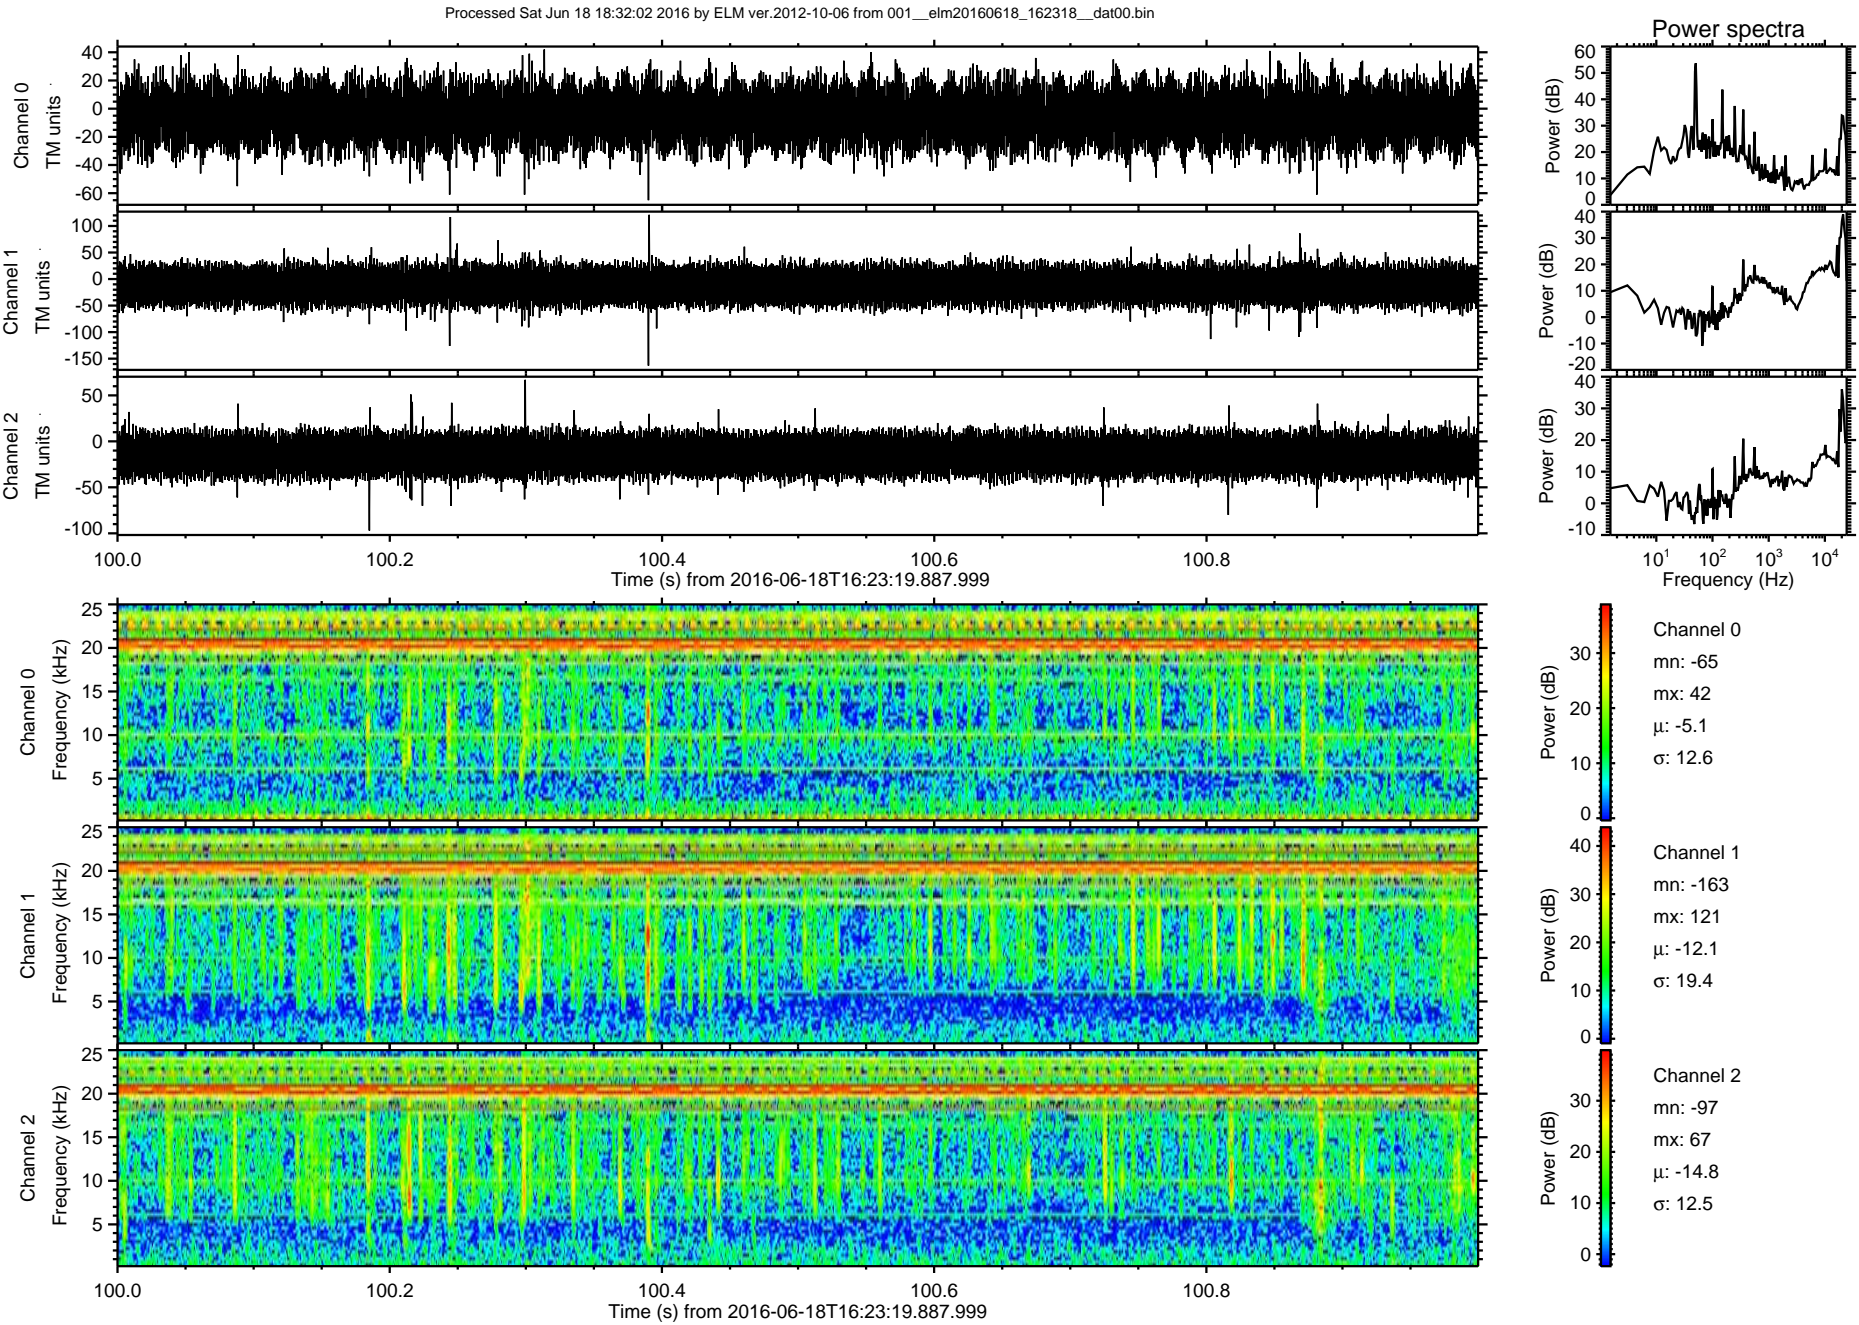 Processed Sat Jun 18 18:32:02 2016 by ELM ver.2012-10-06 from 001__elm20160618_162318__dat00.bin
Power spectra
Channel 0
TM units
40
20
0
-20
-40
-60
Power (dB)
60
50
40
30
20
10
0
Channel 1
TM units
100
50
0
-50
-100
-150
Power (dB)
40
30
20
10
0
-10
-20
Channel 2
TM units
50
0
-50
-100
Power (dB)
40
30
20
10
0
-10
100.0 100.2 100.4 100.6 100.8
Time (s) from 2016-06-18T16:23:19.887.999
10^1 10^2 10^3 10^4
Frequency (Hz)
Channel 0
Frequency (kHz)
25
20
15
10
5
Power (dB)
30
20
10
0
Channel 0
mn: -65
mx: 42
μ: -5.1
σ: 12.6
Channel 1
Frequency (kHz)
25
20
15
10
5
Power (dB)
40
30
20
10
0
Channel 1
mn: -163
mx: 121
μ: -12.1
σ: 19.4
Channel 2
Frequency (kHz)
25
20
15
10
5
Power (dB)
30
20
10
0
Channel 2
mn: -97
mx: 67
μ: -14.8
σ: 12.5
100.0 100.2 100.4 100.6 100.8
Time (s) from 2016-06-18T16:23:19.887.999